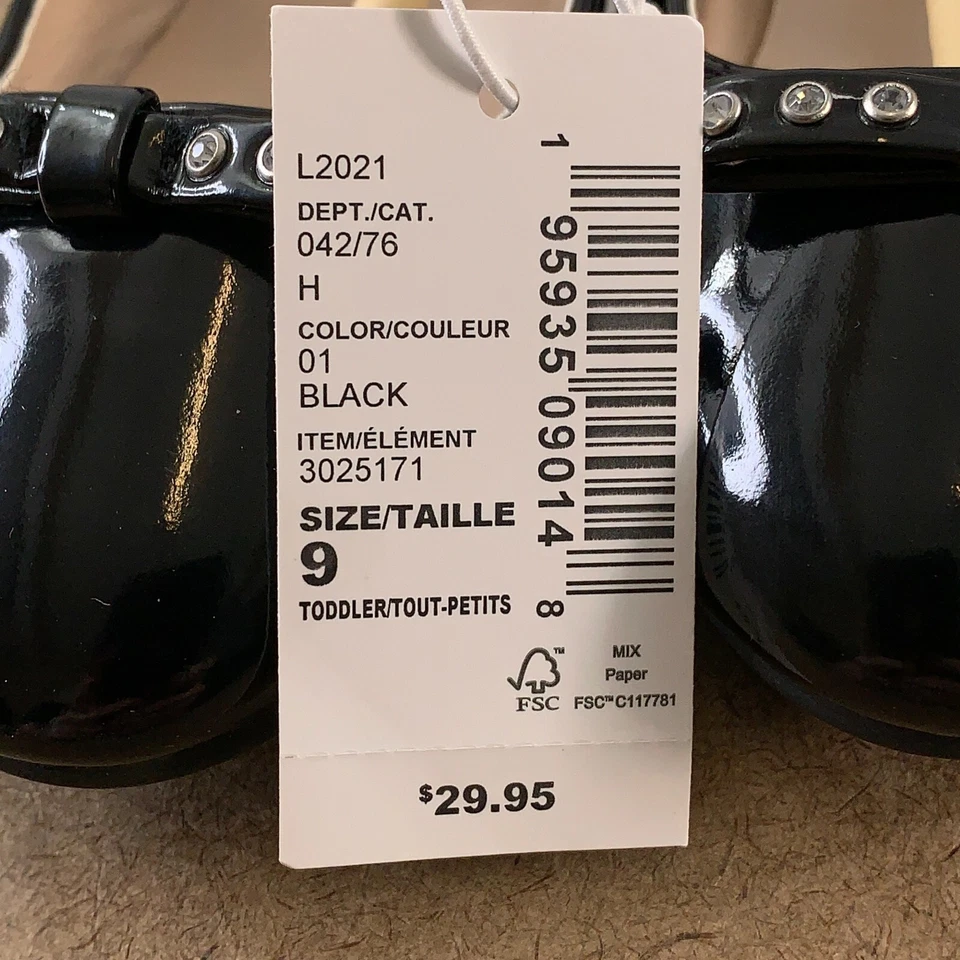 L2021
DEPT./CAT.
042/76
H
COLOR/COULEUR
01
BLACK
ITEM/ÉLÉMENT
3025171
SIZE/TAILLE
9
TODDLER/TOUT-PETITS
1 95935 09014 8
™
FSC
MIX
Paper
FSC™ C117781
$29.95